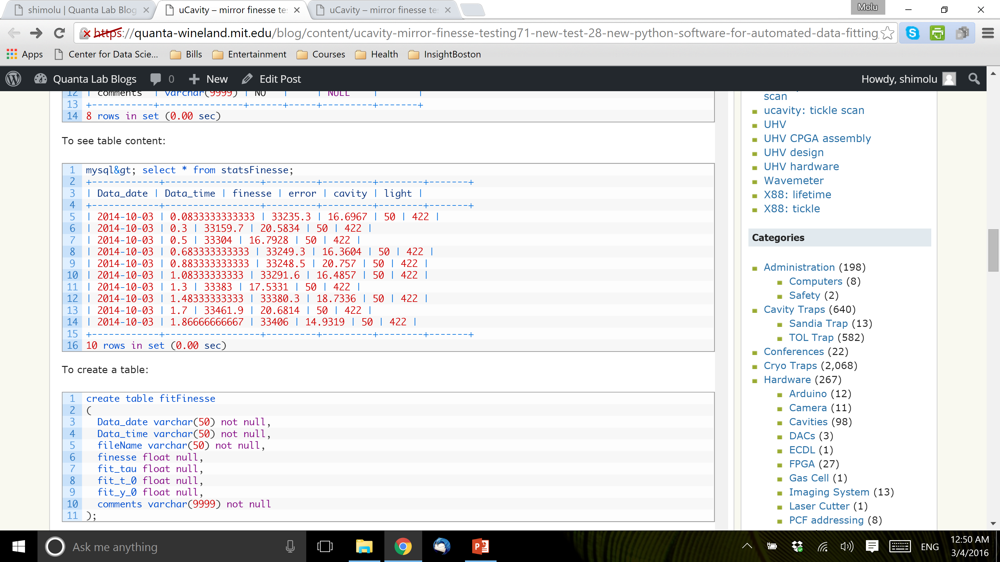 shimolu | Quanta Lab Blog
uCavity – mirror finesse te
uCavity – mirror finesse te
Molu
https://quanta-wineland.mit.edu/blog/content/ucavity-mirror-finesse-testing71-new-test-28-new-python-software-for-automated-data-fitting
Apps
Center for Data Scie...
Bills
Entertainment
Courses
Health
InsightBoston
Quanta Lab Blogs
0
New
Edit Post
Howdy, shimolu
12 | comments | varchar(9999) | NO | | NULL | |
13 +-----------+---------------+------+-----+---------+-------+
14 8 rows in set (0.00 sec)
To see table content:
1 mysql&gt; select * from statsFinesse;
2 +------------+-----------------+---------+---------+--------+-------+
3 | Data_date | Data_time | finesse | error | cavity | light |
4 +------------+-----------------+---------+---------+--------+-------+
5 | 2014-10-03 | 0.0833333333333 | 33235.3 | 16.6967 | 50 | 422 |
6 | 2014-10-03 | 0.3 | 33159.7 | 20.5834 | 50 | 422 |
7 | 2014-10-03 | 0.5 | 33304 | 16.7928 | 50 | 422 |
8 | 2014-10-03 | 0.683333333333 | 33249.3 | 16.3604 | 50 | 422 |
9 | 2014-10-03 | 0.883333333333 | 33248.5 | 20.757 | 50 | 422 |
10 | 2014-10-03 | 1.08333333333 | 33291.6 | 16.4857 | 50 | 422 |
11 | 2014-10-03 | 1.3 | 33383 | 17.5331 | 50 | 422 |
12 | 2014-10-03 | 1.48333333333 | 33380.3 | 18.7336 | 50 | 422 |
13 | 2014-10-03 | 1.7 | 33461.9 | 20.6814 | 50 | 422 |
14 | 2014-10-03 | 1.86666666667 | 33406 | 14.9319 | 50 | 422 |
15 +------------+-----------------+---------+---------+--------+-------+
16 10 rows in set (0.00 sec)
To create a table:
1 create table fitFinesse
2 (
3 Data_date varchar(50) not null,
4 Data_time varchar(50) not null,
5 fileName varchar(50) not null,
6 finesse float null,
7 fit_tau float null,
8 fit_t_0 float null,
9 fit_y_0 float null,
10 comments varchar(9999) not null
11 );
scan
ucavity: tickle scan
UHV
UHV CPGA assembly
UHV design
UHV hardware
Wavemeter
X88: lifetime
X88: tickle
Categories
Administration (198)
Computers (8)
Safety (2)
Cavity Traps (640)
Sandia Trap (13)
TOL Trap (582)
Conferences (22)
Cryo Traps (2,068)
Hardware (267)
Arduino (12)
Camera (11)
Cavities (98)
DACs (3)
ECDL (1)
FPGA (27)
Gas Cell (1)
Imaging System (13)
Laser Cutter (1)
PCF addressing (8)
Ask me anything
ENG
12:50 AM
3/4/2016